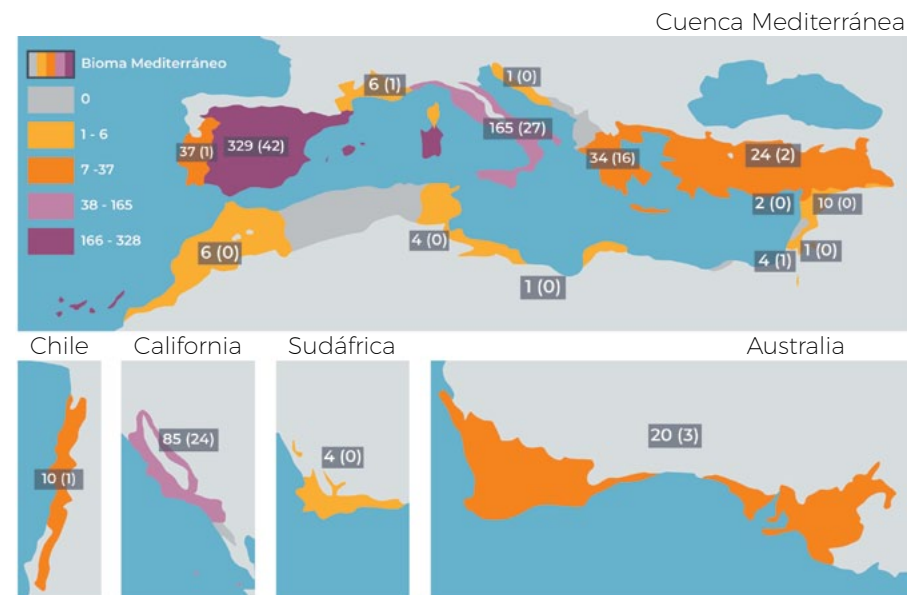 Cuenca Mediterránea
Bioma Mediterráneo
0
1 - 6
7 -37
38 - 165
166 - 328
6 (1)
1 (0)
37 (1)
329 (42)
165 (27)
34 (16)
24 (2)
2 (0)
10 (0)
6 (0)
4 (0)
4 (1)
1 (0)
1 (0)
Chile
California
Sudáfrica
Australia
10 (1)
85 (24)
4 (0)
20 (3)